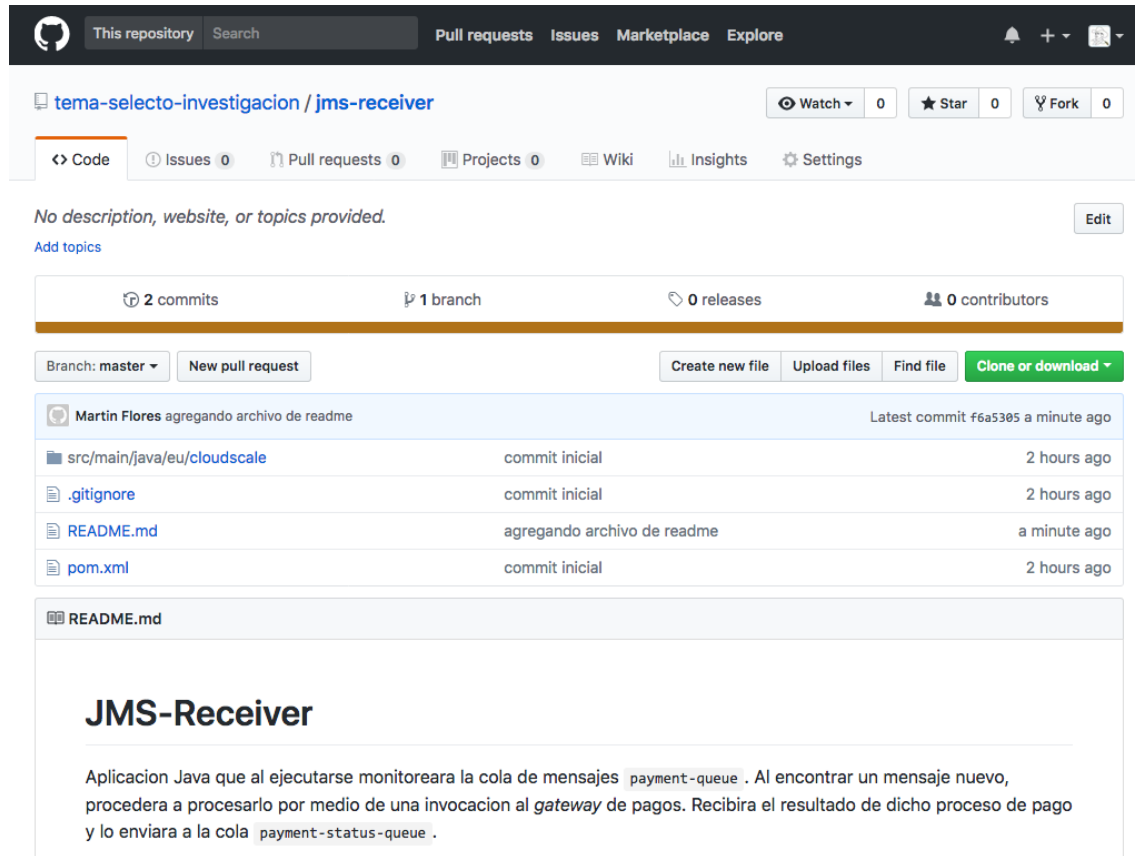 This repository Search Pull requests Issues Marketplace Explore
tema-selecto-investigacion / jms-receiver Watch 0 Star 0 Fork 0
Code Issues 0 Pull requests 0 Projects 0 Wiki Insights Settings
No description, website, or topics provided. Edit
Add topics
2 commits 1 branch 0 releases 0 contributors
Branch: master New pull request Create new file Upload files Find file Clone or download
Martin Flores agregando archivo de readme Latest commit f6a5305 a minute ago
src/main/java/eu/cloudscale commit inicial 2 hours ago
.gitignore commit inicial 2 hours ago
README.md agregando archivo de readme a minute ago
pom.xml commit inicial 2 hours ago
README.md
JMS-Receiver
Aplicacion Java que al ejecutarse monitoreara la cola de mensajes payment-queue . Al encontrar un mensaje nuevo,
procedera a procesarlo por medio de una invocacion al gateway de pagos. Recibira el resultado de dicho proceso de pago
y lo enviara a la cola payment-status-queue .